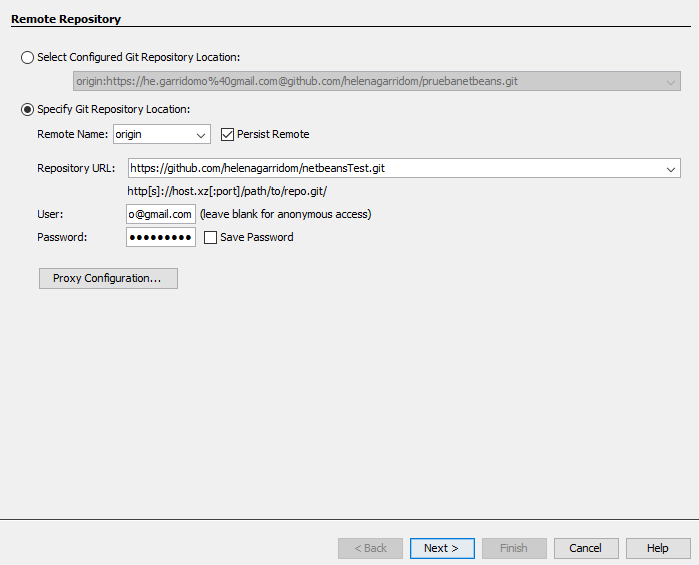 Remote Repository
Select Configured Git Repository Location:
origin:https://he.garridomo%40gmail.com@github.com/helenagarridom/pruebanetbeans.git
Specify Git Repository Location:
Remote Name: origin Persist Remote
Repository URL: https://github.com/helenagarridom/netbeansTest.git
http[s]://host.xz[:port]/path/to/repo.git/
User: o@gmail.com (leave blank for anonymous access)
Password: ●●●●●●●●● Save Password
Proxy Configuration...
< Back Next > Finish Cancel Help